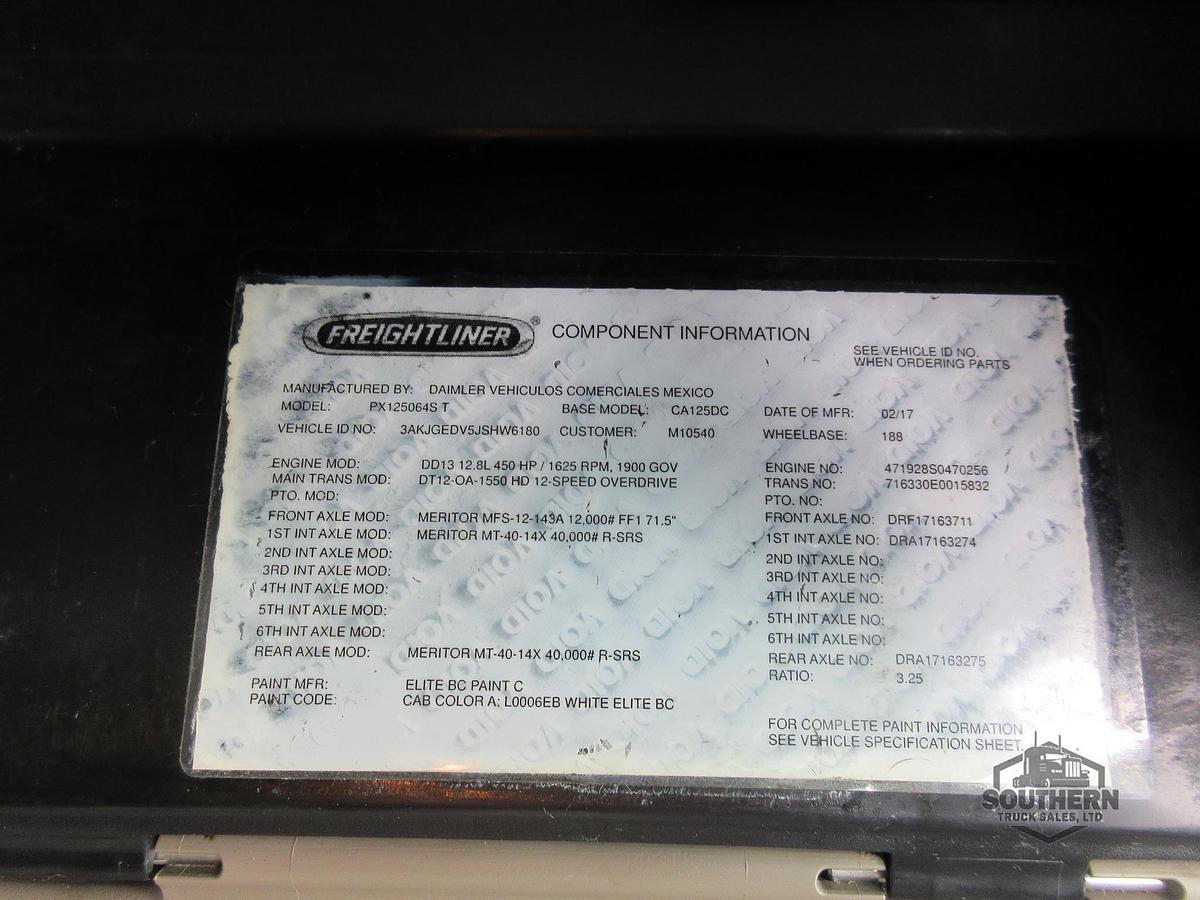 FREIGHTLINER® COMPONENT INFORMATION
SEE VEHICLE ID NO.
WHEN ORDERING PARTS
MANUFACTURED BY: DAIMLER VEHICULOS COMERCIALES MEXICO
MODEL: PX125064S T BASE MODEL: CA125DC DATE OF MFR: 02/17
VEHICLE ID NO: 3AKJGEDV5JSHW6180 CUSTOMER: M10540 WHEELBASE: 188
ENGINE MOD: DD13 12.8L 450 HP / 1625 RPM, 1900 GOV ENGINE NO: 471928S0470256
MAIN TRANS MOD: DT12-OA-1550 HD 12-SPEED OVERDRIVE TRANS NO: 716330E0015832
PTO. MOD: PTO. NO:
FRONT AXLE MOD: MERITOR MFS-12-143A 12,000# FF1 71.5" FRONT AXLE NO: DRF17163711
1ST INT AXLE MOD: MERITOR MT-40-14X 40,000# R-SRS 1ST INT AXLE NO: DRA17163274
2ND INT AXLE MOD: 2ND INT AXLE NO:
3RD INT AXLE MOD: 3RD INT AXLE NO:
4TH INT AXLE MOD: 4TH INT AXLE NO:
5TH INT AXLE MOD: 5TH INT AXLE NO:
6TH INT AXLE MOD: 6TH INT AXLE NO:
REAR AXLE MOD: MERITOR MT-40-14X 40,000# R-SRS REAR AXLE NO: DRA17163275
RATIO: 3.25
PAINT MFR: ELITE BC PAINT C
PAINT CODE: CAB COLOR A: L0006EB WHITE ELITE BC
FOR COMPLETE PAINT INFORMATION
SEE VEHICLE SPECIFICATION SHEET.
SOUTHERN
TRUCK SALES, LTD